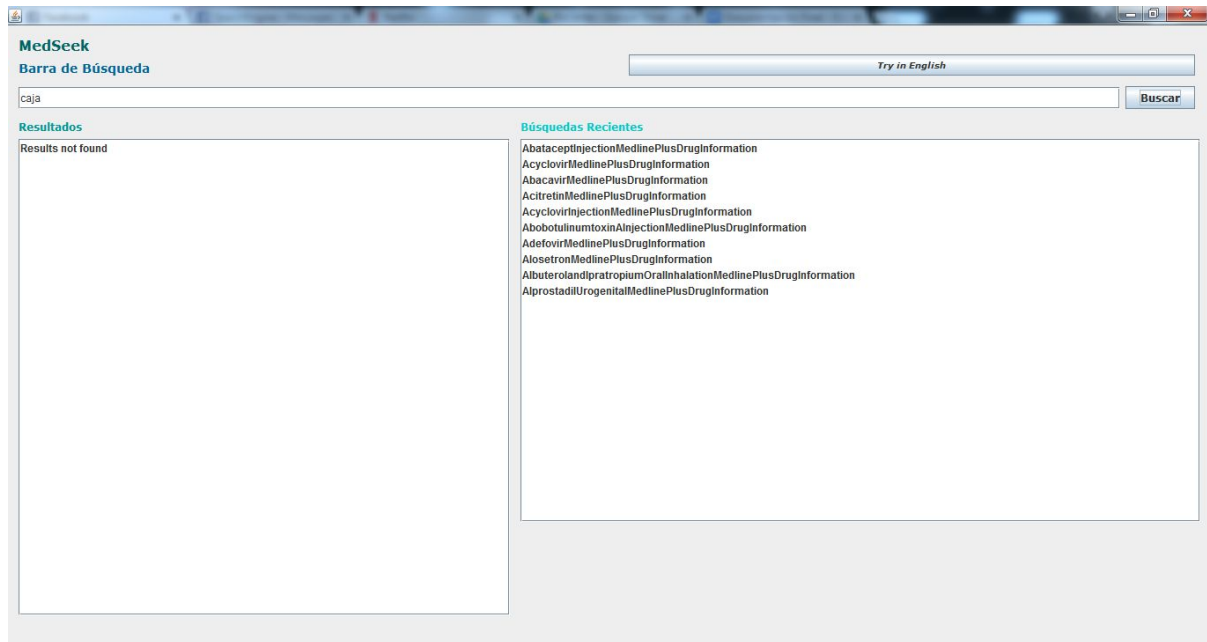 MedSeek
Barra de Búsqueda
Try in English
caja
Buscar
Resultados
Results not found
Búsquedas Recientes
AbataceptInjectionMedlinePlusDrugInformation
AcyclovirMedlinePlusDrugInformation
AbacavirMedlinePlusDrugInformation
AcitretinMedlinePlusDrugInformation
AcyclovirInjectionMedlinePlusDrugInformation
AbobotulinumtoxinAInjectionMedlinePlusDrugInformation
AdefovirMedlinePlusDrugInformation
AlosetronMedlinePlusDrugInformation
AlbuterolandIpratropiumOralInhalationMedlinePlusDrugInformation
AlprostadilUrogenitalMedlinePlusDrugInformation